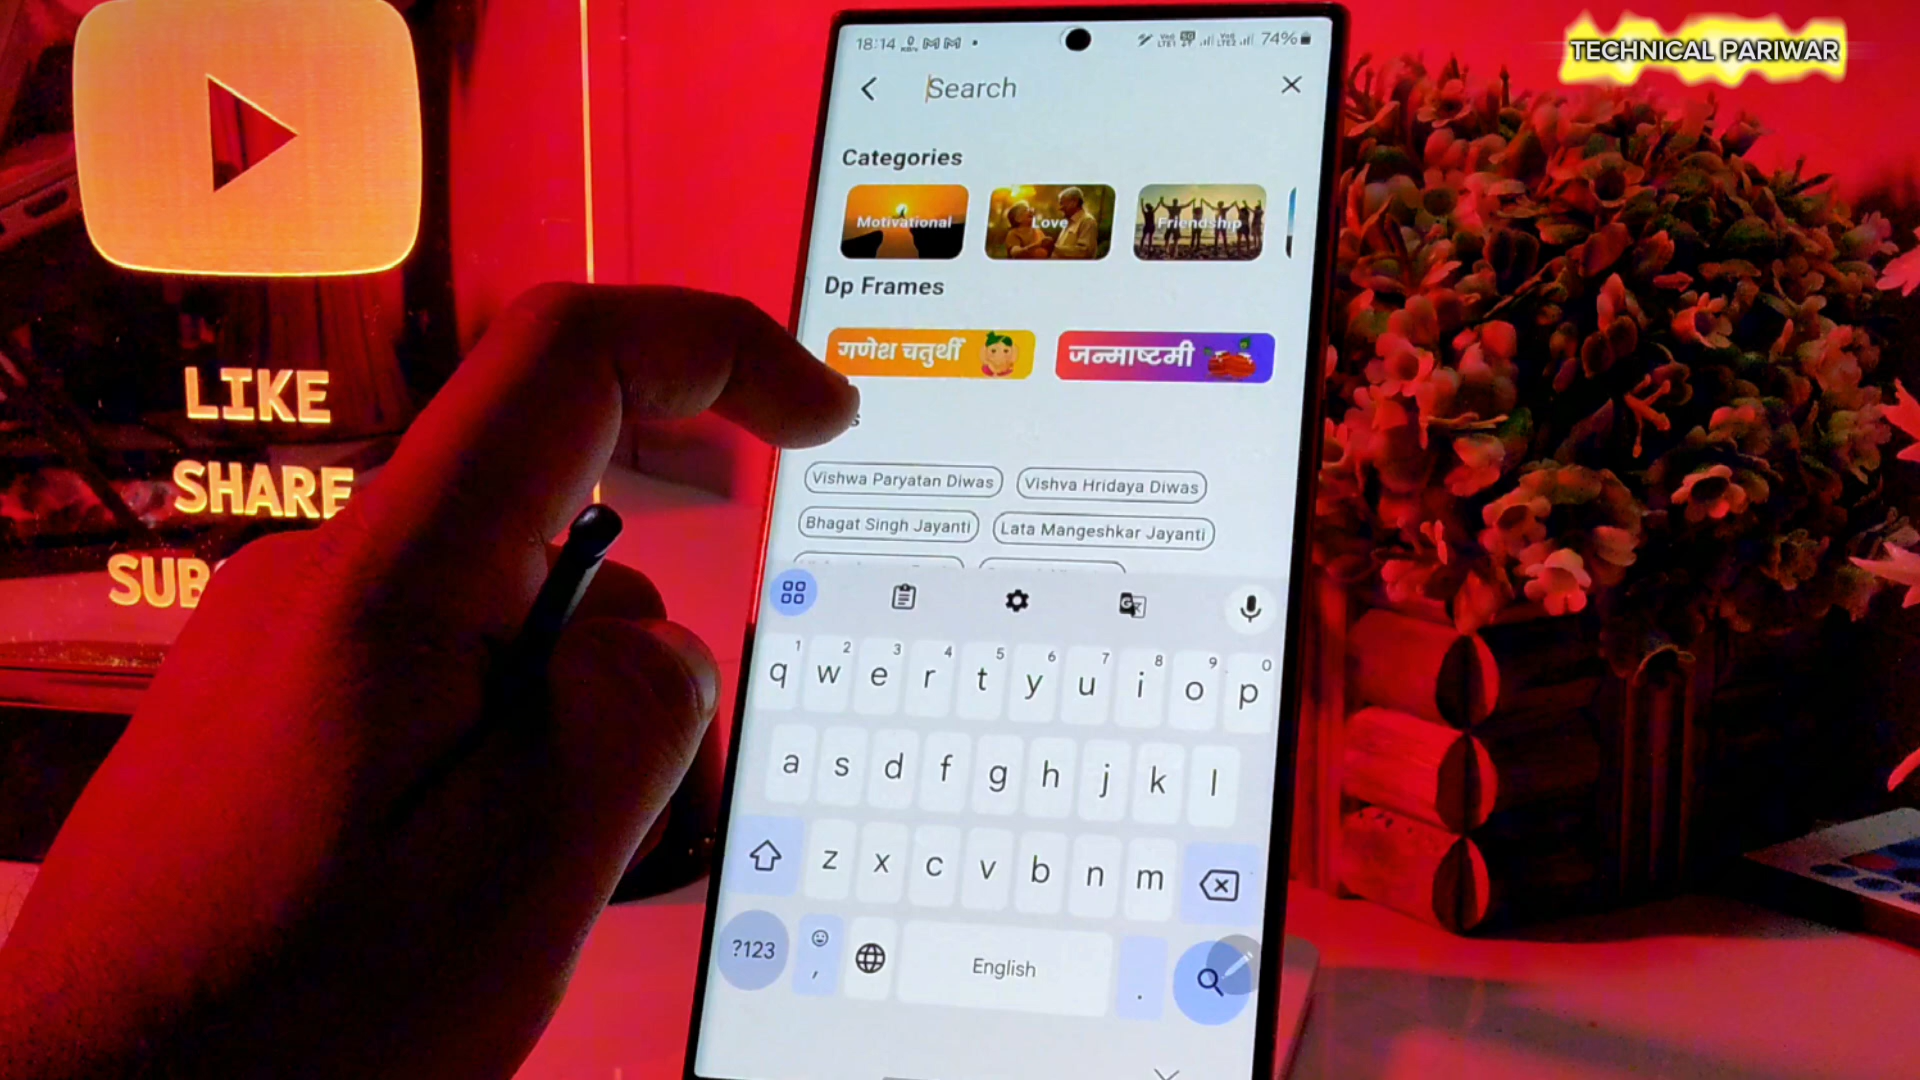 TECHNICAL PARIWAR
LIKE
SHARE
18:14
74%
Search
Categories
Motivational
Love
Friendship
Dp Frames
गणेश चतुर्थी
जन्माष्टमी
Vishwa Paryatan Diwas
Vishva Hridaya Diwas
Bhagat Singh Jayanti
Lata Mangeshkar Jayanti
1 2 3 4 5 6 7 8 9 0
q w e r t y u i o p
a s d f g h j k l
z x c v b n m
?123 , English .